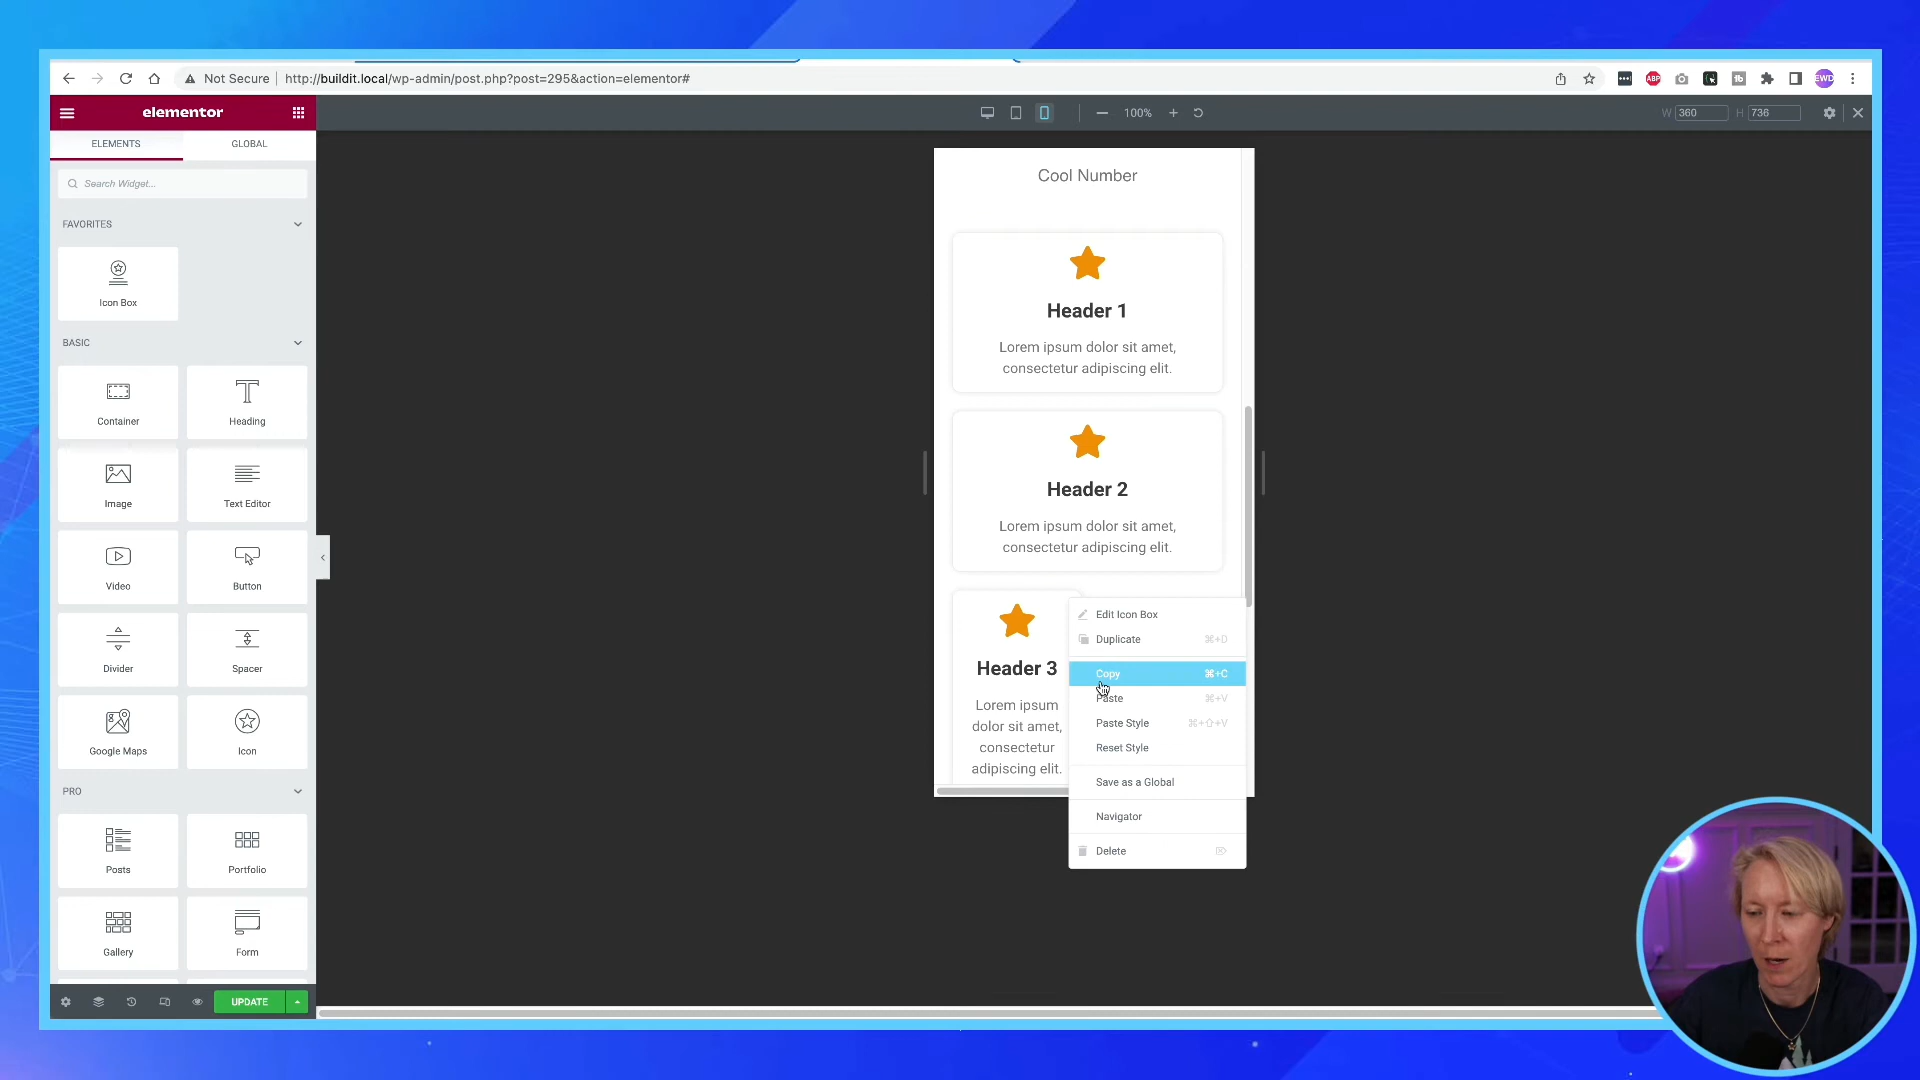 Not Secure
http://buildit.local/wp-admin/post.php?post=295&action=elementor#
ABP
tb
EWD
elementor
100%
W 360
H 736
ELEMENTS
GLOBAL
Search Widget...
FAVORITES
Icon Box
BASIC
Container
Heading
Image
Text Editor
Video
Button
Divider
Spacer
Google Maps
Icon
PRO
Posts
Portfolio
Gallery
Form
UPDATE
Cool Number
Header 1
Lorem ipsum dolor sit amet,
consectetur adipiscing elit.
Header 2
Lorem ipsum dolor sit amet,
consectetur adipiscing elit.
Header 3
Lorem ipsum
dolor sit amet,
consectetur
adipiscing elit.
Edit Icon Box
Duplicate ⌘+D
Copy ⌘+C
Paste ⌘+V
Paste Style ⌘+⇧+V
Reset Style
Save as a Global
Navigator
Delete ⌦